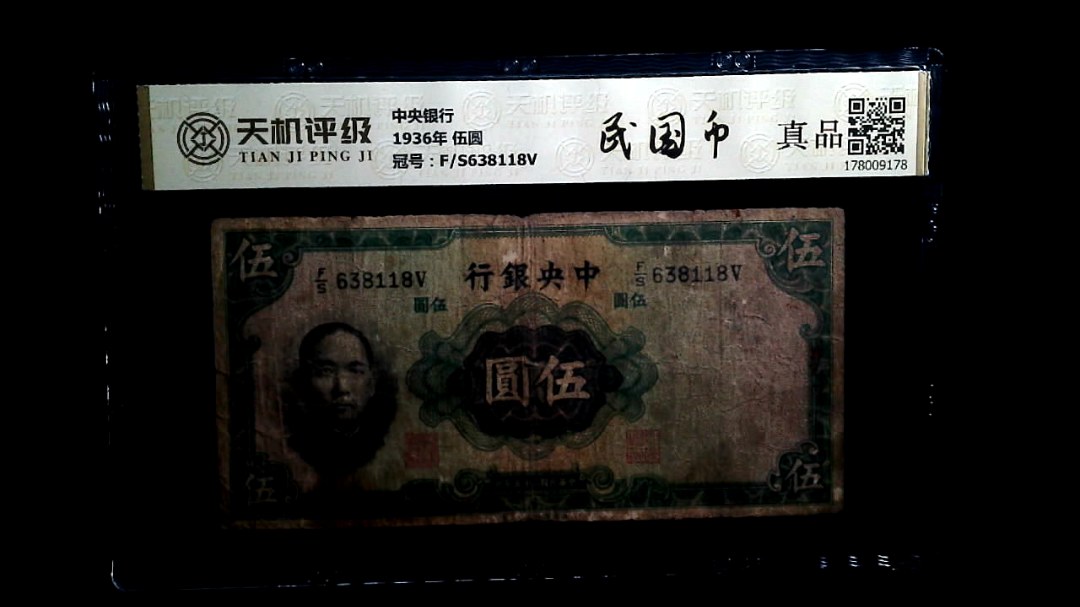 天机评级
TIAN JI PING JI
中央银行
1936年 伍圆
冠号：F/S638118V
民国币
真品
178009178
伍
伍
F/S 638118V
行銀央中
F/S 638118V
圓伍
圓伍
圓伍
伍
伍